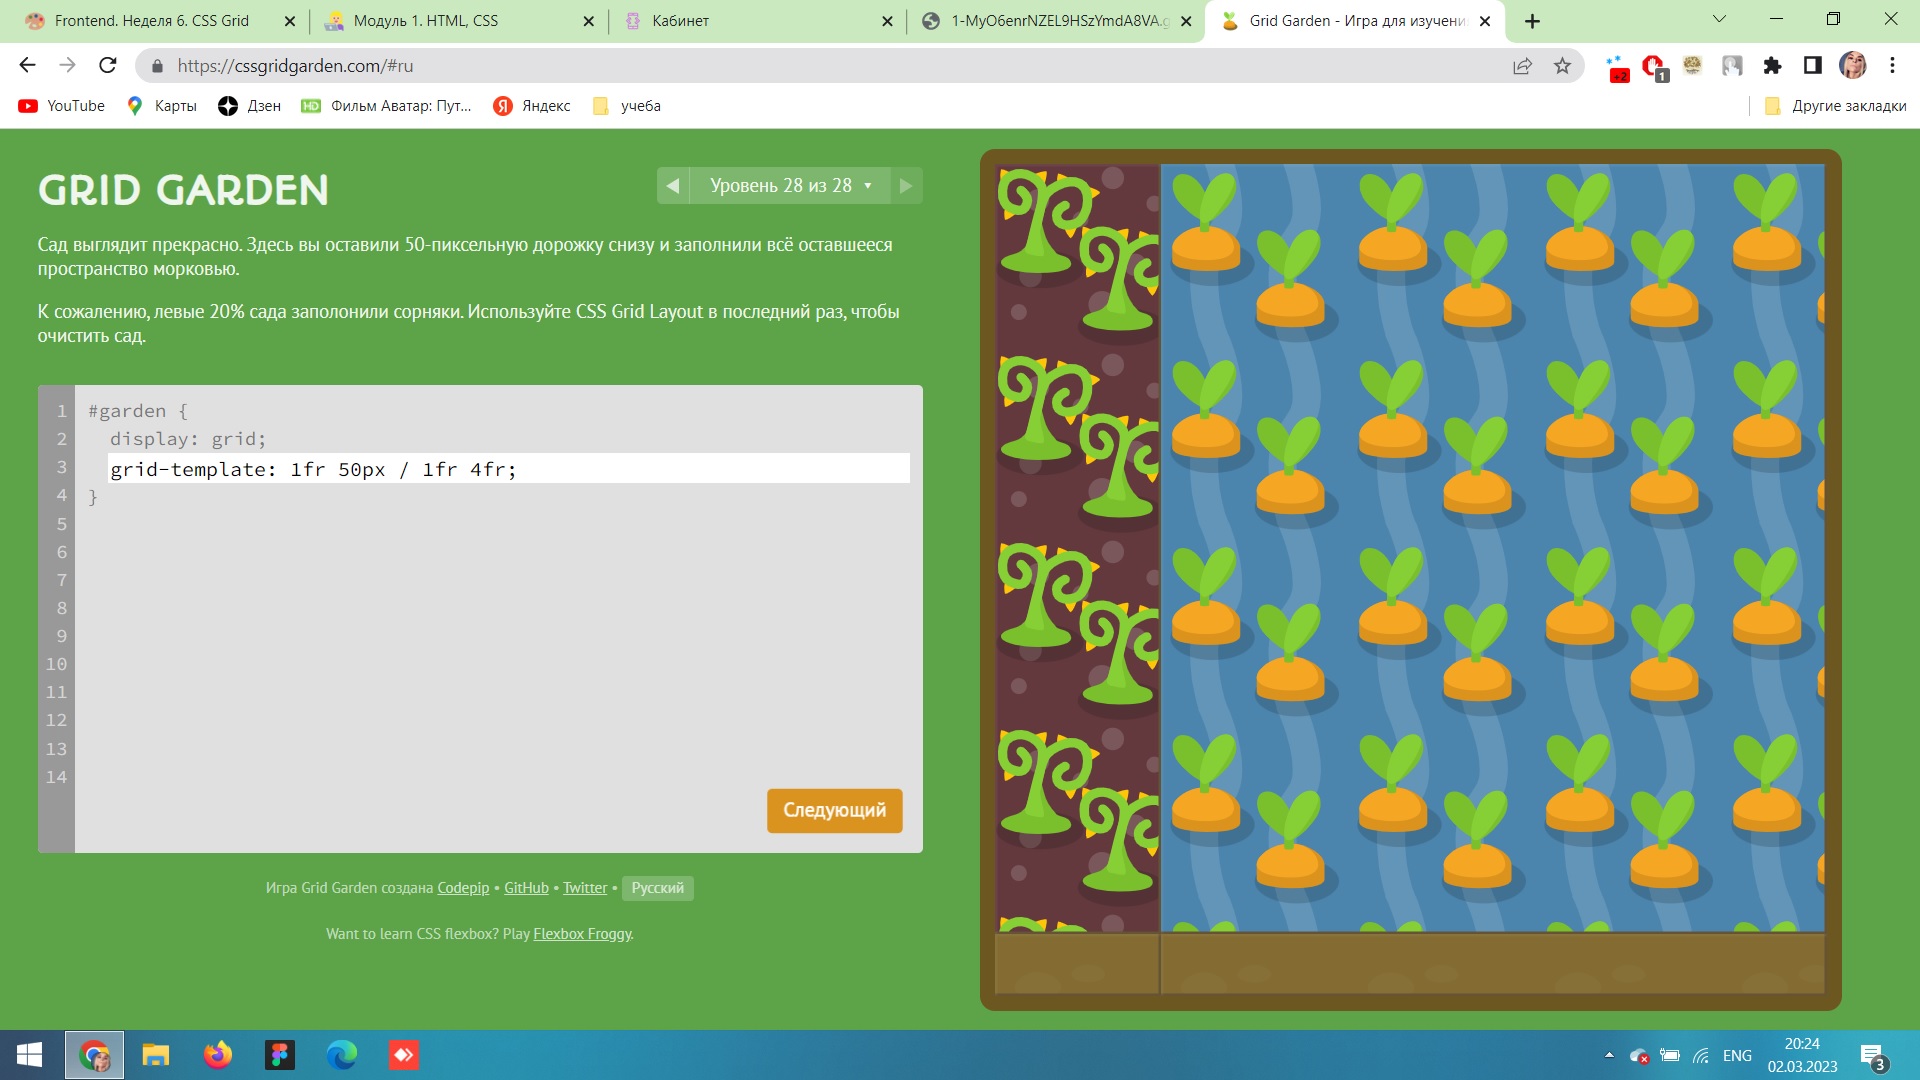 Frontend. Неделя 6. CSS Grid
Модуль 1. HTML, CSS
Кабинет
1-MyO6enrNZEL9HSzYmdA8VA.g
Grid Garden - Игра для изучени
https://cssgridgarden.com/#ru
+2
1
YouTube
Карты
Дзен
HD
Фильм Аватар: Пут...
Я
Яндекс
учеба
Другие закладки
GRID GARDEN
Уровень 28 из 28
Сад выглядит прекрасно. Здесь вы оставили 50-пиксельную дорожку снизу и заполнили всё оставшееся
пространство морковью.
К сожалению, левые 20% сада заполонили сорняки. Используйте CSS Grid Layout в последний раз, чтобы
очистить сад.
1 #garden {
2 display: grid;
3 grid-template: 1fr 50px / 1fr 4fr;
4 }
5
6
7
8
9
10
11
12
13
14
Следующий
Игра Grid Garden создана Codepip • GitHub • Twitter • Русский
Want to learn CSS flexbox? Play Flexbox Froggy.
ENG
20:24
02.03.2023
3